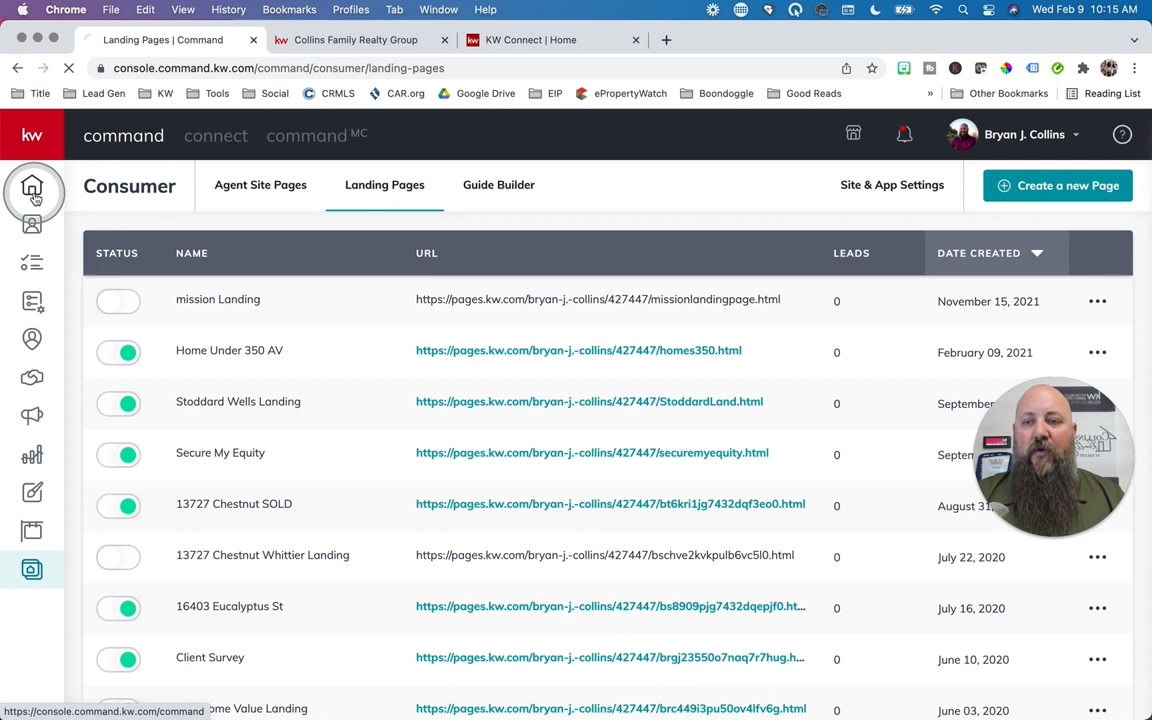 Chrome File Edit View History Bookmarks Profiles Tab Window Help Wed Feb 9 10:15 AM
Landing Pages | Command kw Collins Family Realty Group kw KW Connect | Home
console.command.kw.com/command/consumer/landing-pages
Title Lead Gen KW Tools Social CRMLS CAR.org Google Drive EIP ePropertyWatch Boondoggle Good Reads » Other Bookmarks Reading List
kw command connect command MC Bryan J. Collins
Consumer Agent Site Pages Landing Pages Guide Builder Site & App Settings Create a new Page
STATUS NAME URL LEADS DATE CREATED
mission Landing https://pages.kw.com/bryan-j.-collins/427447/missionlandingpage.html 0 November 15, 2021
Home Under 350 AV https://pages.kw.com/bryan-j.-collins/427447/homes350.html 0 February 09, 2021
Stoddard Wells Landing https://pages.kw.com/bryan-j.-collins/427447/StoddardLand.html 0 September
Secure My Equity https://pages.kw.com/bryan-j.-collins/427447/securemyequity.html 0 Septem
13727 Chestnut SOLD https://pages.kw.com/bryan-j.-collins/427447/bt6kri1jg7432dqf3eo0.html 0 August 31,
13727 Chestnut Whittier Landing https://pages.kw.com/bryan-j.-collins/427447/bschve2kvkpulb6vc5l0.html 0 July 22, 2020
16403 Eucalyptus St https://pages.kw.com/bryan-j.-collins/427447/bs8909pjg7432dqepjf0.ht... 0 July 16, 2020
Client Survey https://pages.kw.com/bryan-j.-collins/427447/brgj23550o7naq7r7hug.h... 0 June 10, 2020
ome Value Landing https://pages.kw.com/bryan-j.-collins/427447/brc449i3pu50ov4lfv6g.html 0 June 03, 2020
https://console.command.kw.com/command